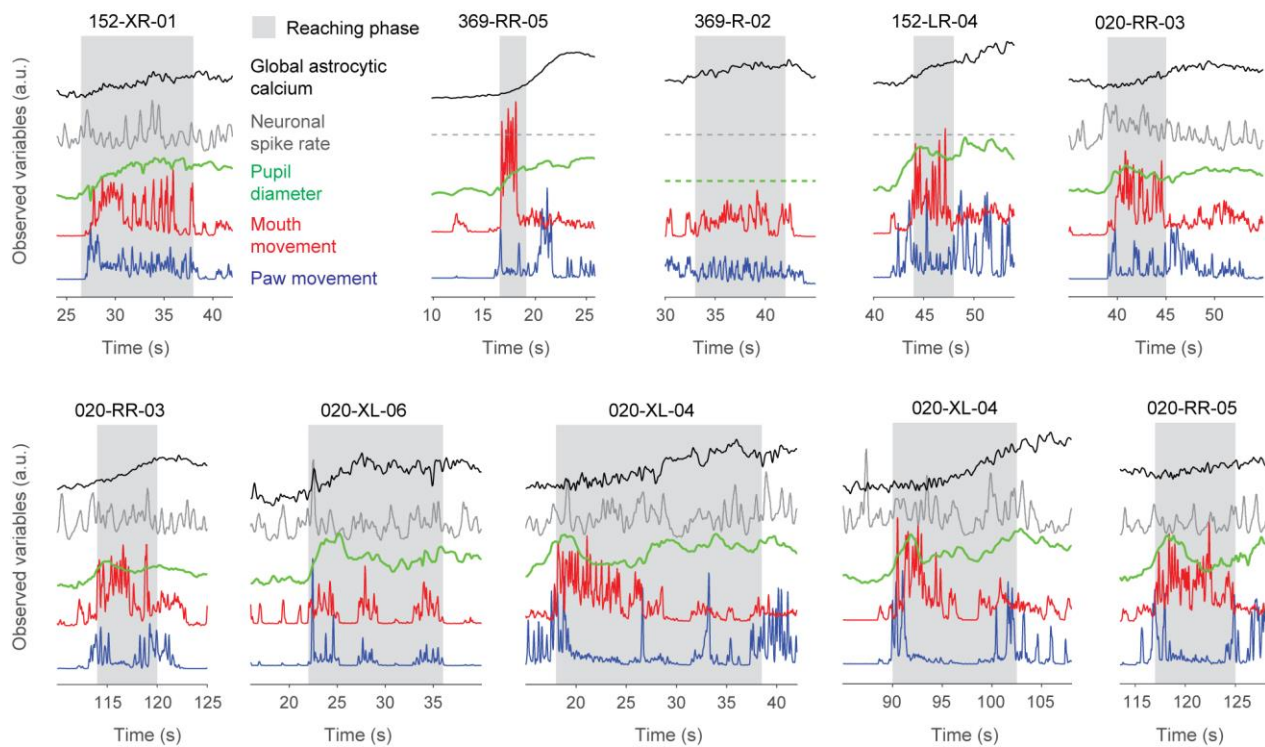 152-XR-01
369-RR-05
369-R-02
152-LR-04
020-RR-03
Reaching phase
Global astrocytic
calcium
Neuronal
spike rate
Pupil
diameter
Mouth
movement
Paw movement
Observed variables (a.u.)
25 30 35 40
10 15 20 25
30 35 40 45
40 45 50
40 45 50
Time (s)
Time (s)
Time (s)
Time (s)
Time (s)
020-RR-03
020-XL-06
020-XL-04
020-XL-04
020-RR-05
Observed variables (a.u.)
115 120 125
20 25 30 35
20 25 30 35 40
90 95 100 105
115 120 125
Time (s)
Time (s)
Time (s)
Time (s)
Time (s)